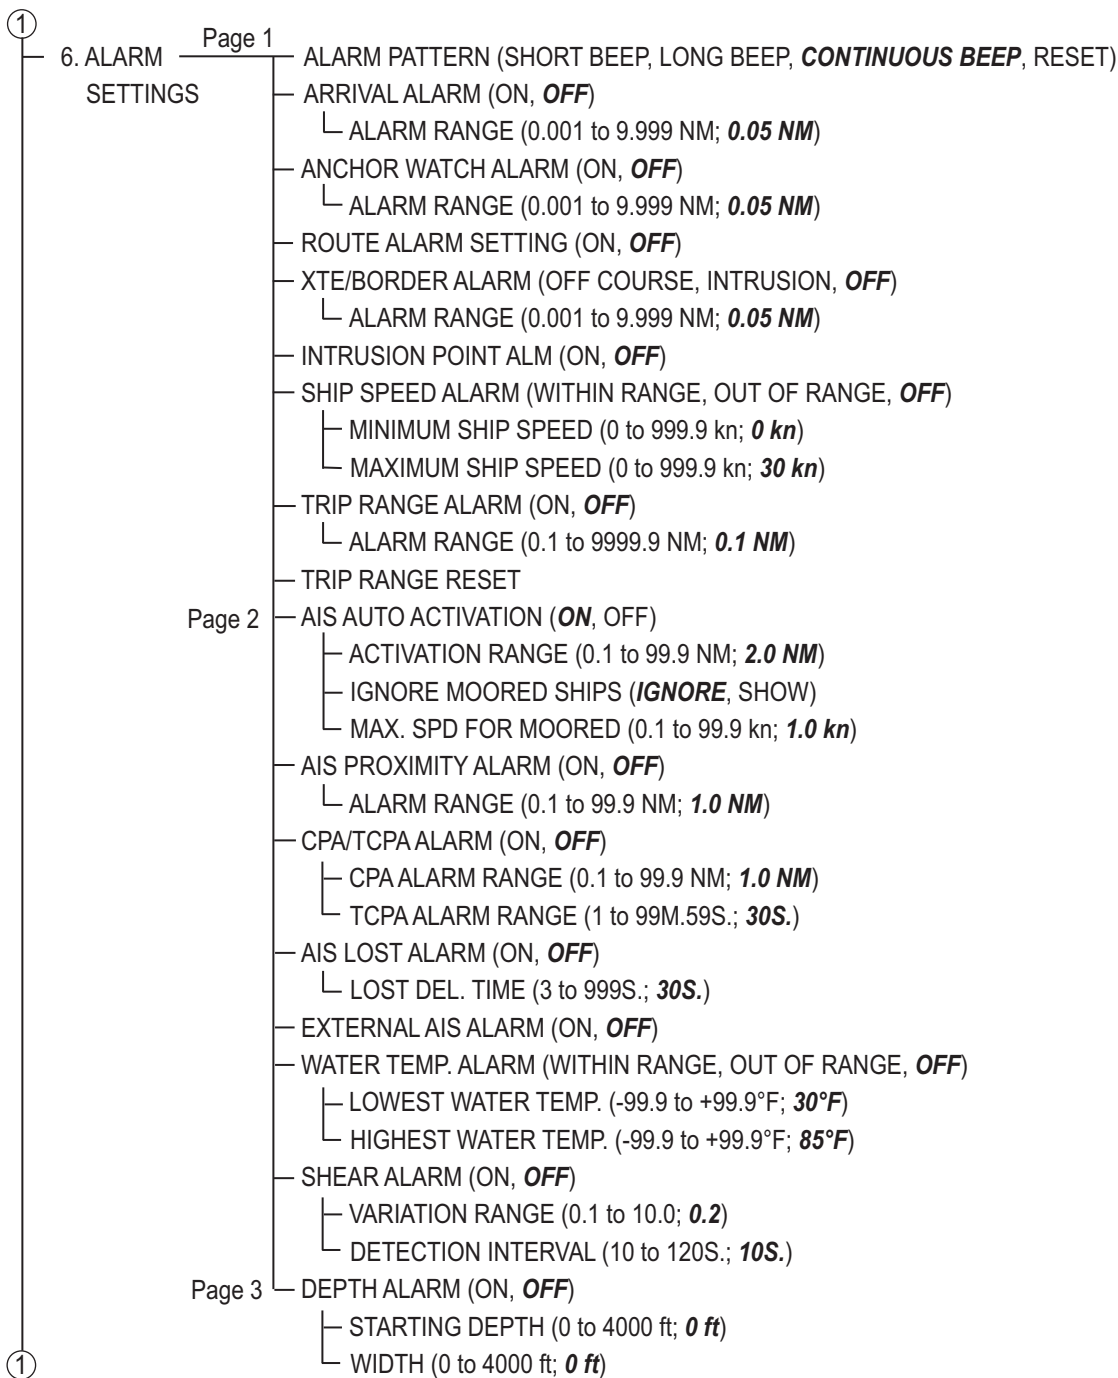 ①
6. ALARM Page 1 ALARM PATTERN (SHORT BEEP, LONG BEEP, CONTINUOUS BEEP, RESET)
SETTINGS ARRIVAL ALARM (ON, OFF)
ALARM RANGE (0.001 to 9.999 NM; 0.05 NM)
ANCHOR WATCH ALARM (ON, OFF)
ALARM RANGE (0.001 to 9.999 NM; 0.05 NM)
ROUTE ALARM SETTING (ON, OFF)
XTE/BORDER ALARM (OFF COURSE, INTRUSION, OFF)
ALARM RANGE (0.001 to 9.999 NM; 0.05 NM)
INTRUSION POINT ALM (ON, OFF)
SHIP SPEED ALARM (WITHIN RANGE, OUT OF RANGE, OFF)
MINIMUM SHIP SPEED (0 to 999.9 kn; 0 kn)
MAXIMUM SHIP SPEED (0 to 999.9 kn; 30 kn)
TRIP RANGE ALARM (ON, OFF)
ALARM RANGE (0.1 to 9999.9 NM; 0.1 NM)
TRIP RANGE RESET
Page 2 AIS AUTO ACTIVATION (ON, OFF)
ACTIVATION RANGE (0.1 to 99.9 NM; 2.0 NM)
IGNORE MOORED SHIPS (IGNORE, SHOW)
MAX. SPD FOR MOORED (0.1 to 99.9 kn; 1.0 kn)
AIS PROXIMITY ALARM (ON, OFF)
ALARM RANGE (0.1 to 99.9 NM; 1.0 NM)
CPA/TCPA ALARM (ON, OFF)
CPA ALARM RANGE (0.1 to 99.9 NM; 1.0 NM)
TCPA ALARM RANGE (1 to 99M.59S.; 30S.)
AIS LOST ALARM (ON, OFF)
LOST DEL. TIME (3 to 999S.; 30S.)
EXTERNAL AIS ALARM (ON, OFF)
WATER TEMP. ALARM (WITHIN RANGE, OUT OF RANGE, OFF)
LOWEST WATER TEMP. (-99.9 to +99.9°F; 30°F)
HIGHEST WATER TEMP. (-99.9 to +99.9°F; 85°F)
SHEAR ALARM (ON, OFF)
VARIATION RANGE (0.1 to 10.0; 0.2)
DETECTION INTERVAL (10 to 120S.; 10S.)
Page 3 DEPTH ALARM (ON, OFF)
STARTING DEPTH (0 to 4000 ft; 0 ft)
① WIDTH (0 to 4000 ft; 0 ft)